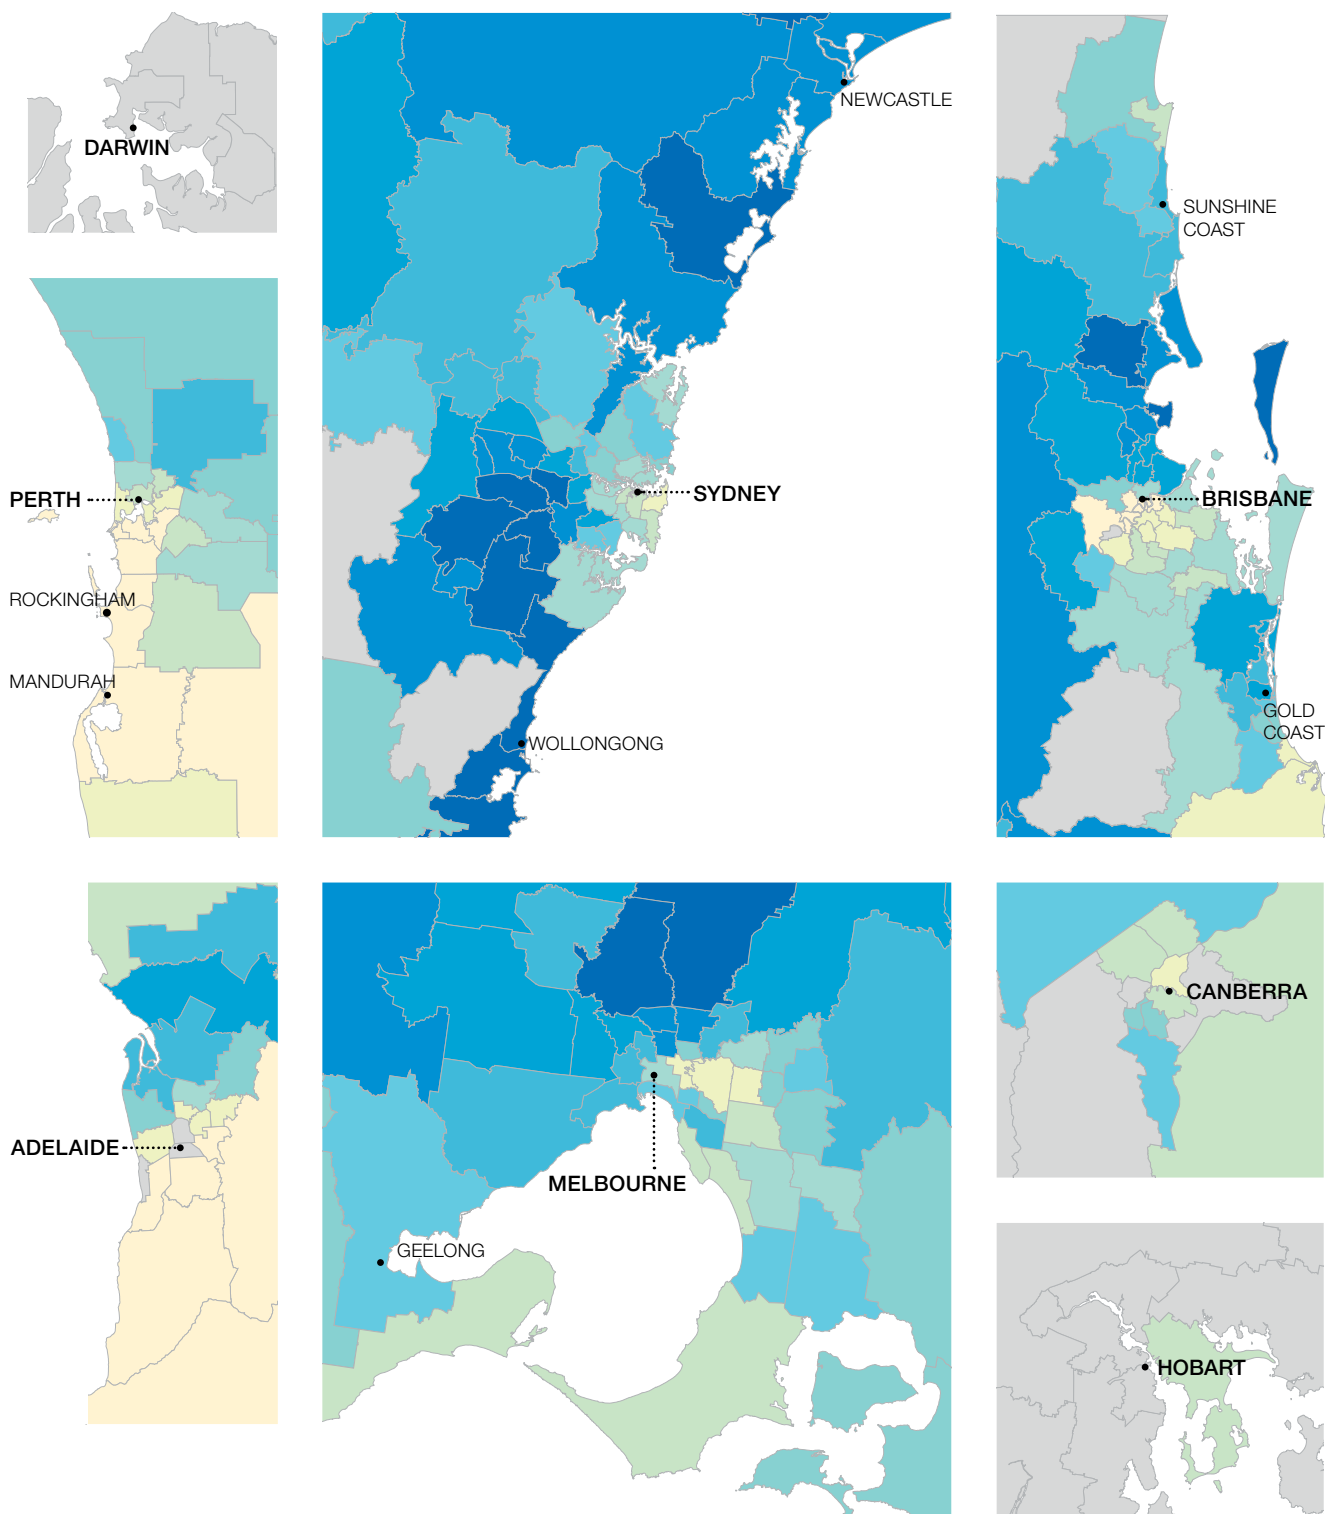 DARWIN
NEWCASTLE
SUNSHINE
COAST
PERTH
SYDNEY
BRISBANE
ROCKINGHAM
MANDURAH
WOLLONGONG
GOLD
COAST
CANBERRA
ADELAIDE
MELBOURNE
GEELONG
HOBART